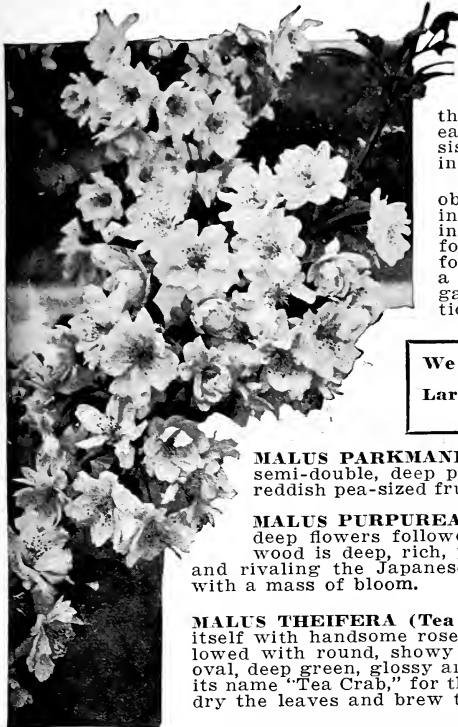 th
ea
sis
in
ob
in
in
fo
fo
a
ga
tic
We
Lar
MALUS PARKMANI
semi-double, deep p
reddish pea-sized fru
MALUS PURPUREA
deep flowers followe
wood is deep, rich,
and rivaling the Japanes
with a mass of bloom.
MALUS THEIFERA (Tea
itself with handsome rose
lowed with round, showy
oval, deep green, glossy an
its name "Tea Crab," for th
dry the leaves and brew t